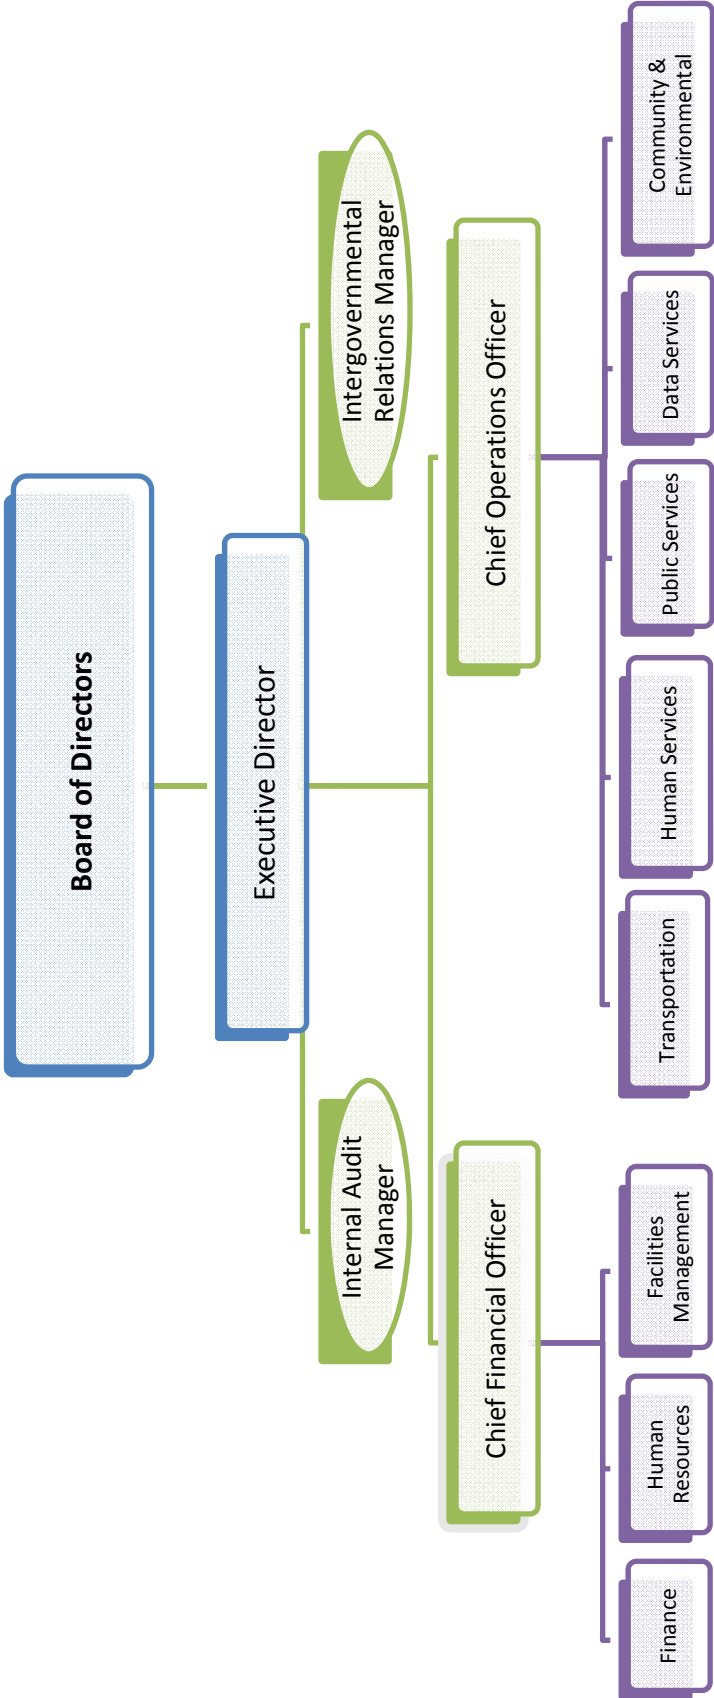 Board of Directors
Executive Director
Internal Audit
Manager
Intergovernmental
Relations Manager
Chief Financial Officer
Chief Operations Officer
Finance
Human
Resources
Facilities
Management
Transportation
Human Services
Public Services
Data Services
Community &
Environmental